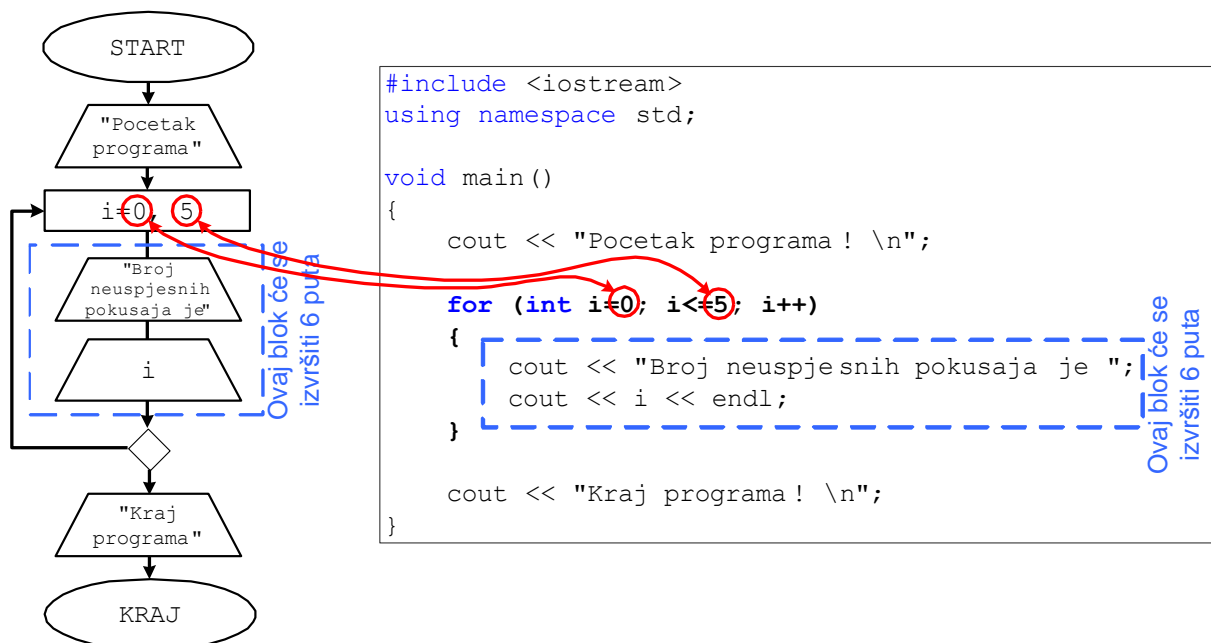 START
"Pocetak
programa"
i=0, 5
"Broj
neuspjesnih
pokusaja je"
i
Ovaj blok će se
izvršiti 6 puta
"Kraj
programa"
KRAJ
#include <iostream>
using namespace std;
void main()
{
cout << "Pocetak programa! \n";
for (int i=0; i<=5; i++)
{
cout << "Broj neuspjesnih pokusaja je ";
cout << i << endl;
}
Ovaj blok će se
izvršiti 6 puta
cout << "Kraj programa! \n";
}